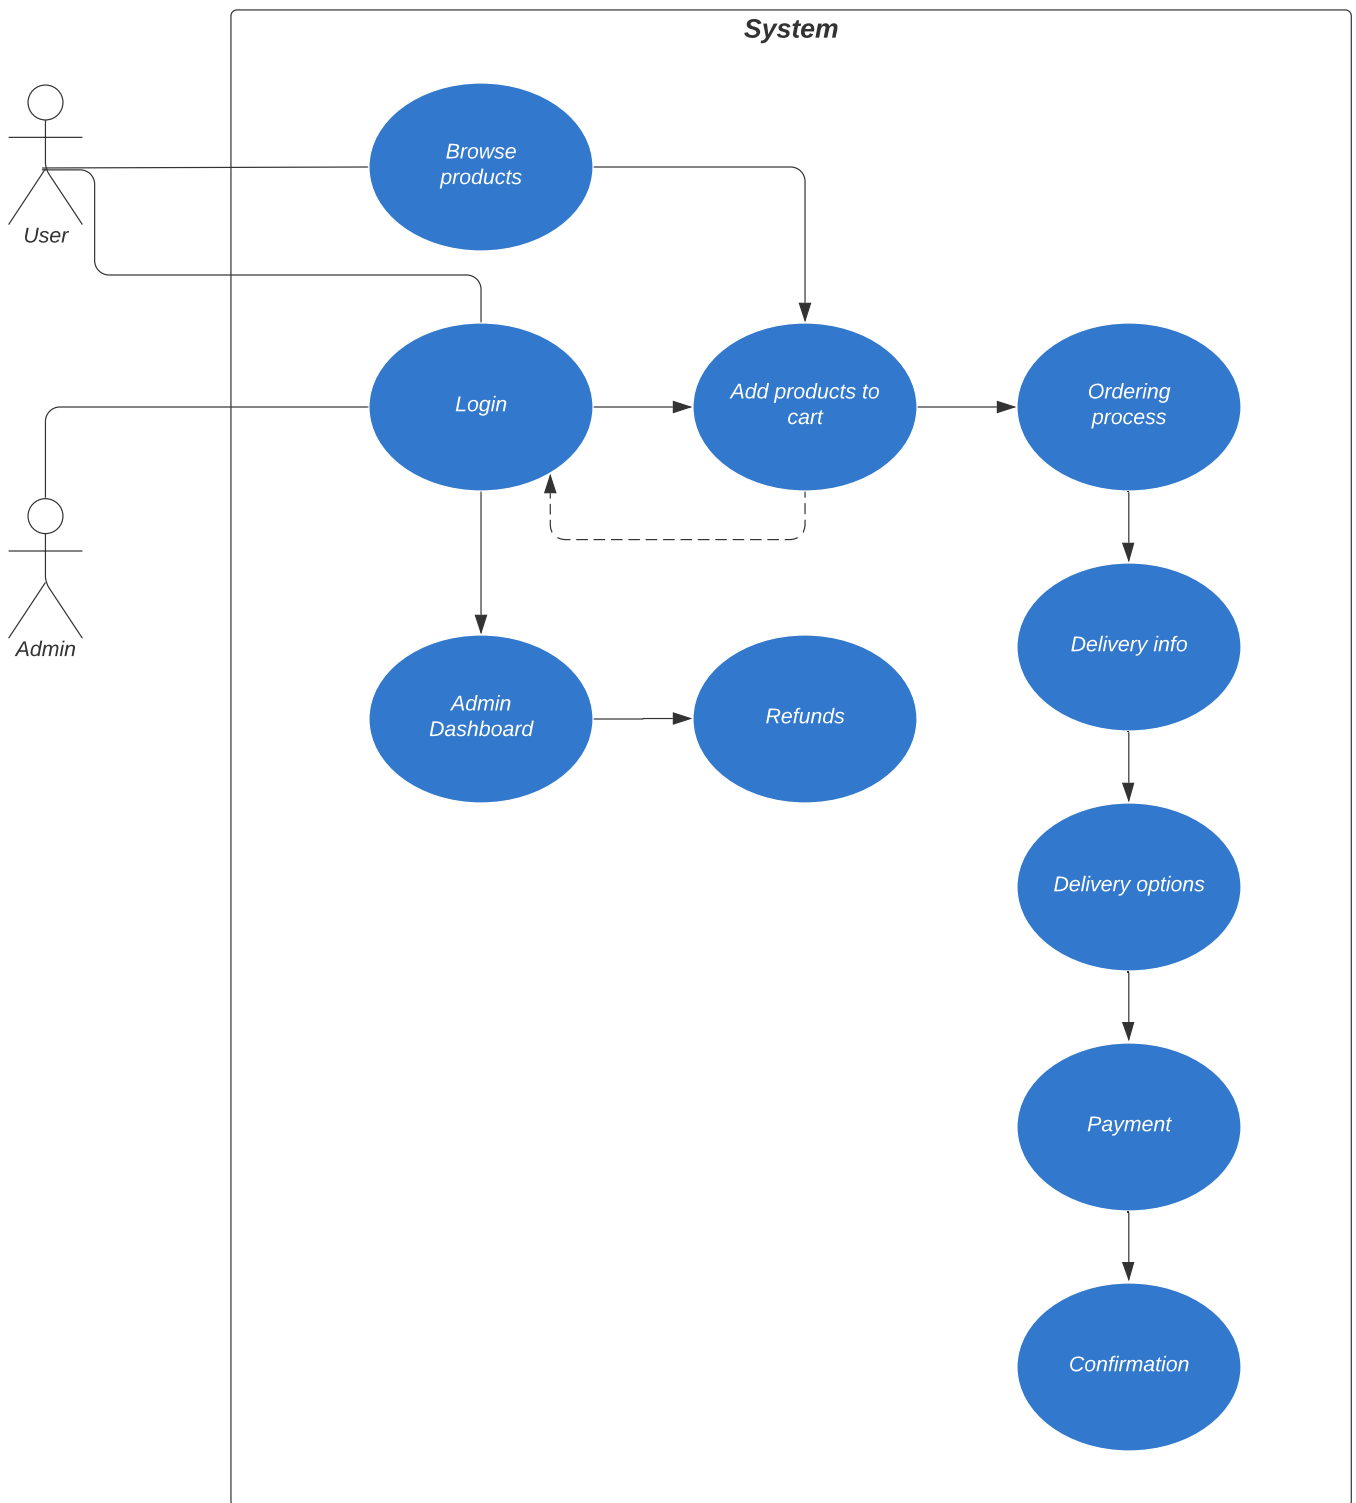 System
User
Browse
products
Login
Add products to
cart
Ordering
process
Admin
Delivery info
Admin
Dashboard
Refunds
Delivery options
Payment
Confirmation